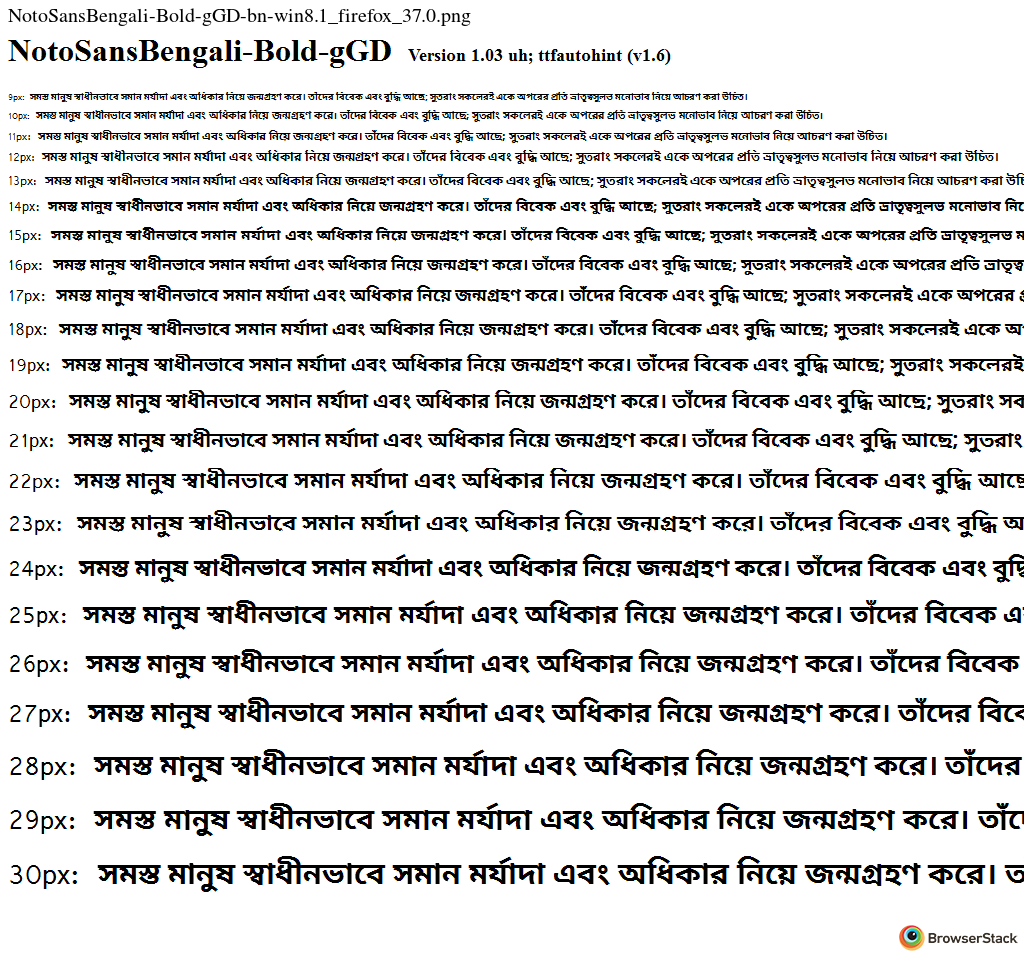 NotoSansBengali-Bold-gGD-bn-win8.1_firefox_37.0.png
NotoSansBengali-Bold-gGD Version 1.03 uh; ttfautohint (v1.6)
9px: সমস্ত মানুষ স্বাধীনভাবে সমান মর্যাদা এবং অধিকার নিয়ে জন্মগ্রহণ করে। তাঁদের বিবেক এবং বুদ্ধি আছে; সুতরাং সকলেরই একে অপরের প্রতি ভ্রাতৃত্বসুলভ মনোভাব নিয়ে আচরণ করা উচিত।
10px: সমস্ত মানুষ স্বাধীনভাবে সমান মর্যাদা এবং অধিকার নিয়ে জন্মগ্রহণ করে। তাঁদের বিবেক এবং বুদ্ধি আছে; সুতরাং সকলেরই একে অপরের প্রতি ভ্রাতৃত্বসুলভ মনোভাব নিয়ে আচরণ করা উচিত।
11px: সমস্ত মানুষ স্বাধীনভাবে সমান মর্যাদা এবং অধিকার নিয়ে জন্মগ্রহণ করে। তাঁদের বিবেক এবং বুদ্ধি আছে; সুতরাং সকলেরই একে অপরের প্রতি ভ্রাতৃত্বসুলভ মনোভাব নিয়ে আচরণ করা উচিত।
12px: সমস্ত মানুষ স্বাধীনভাবে সমান মর্যাদা এবং অধিকার নিয়ে জন্মগ্রহণ করে। তাঁদের বিবেক এবং বুদ্ধি আছে; সুতরাং সকলেরই একে অপরের প্রতি ভ্রাতৃত্বসুলভ মনোভাব নিয়ে আচরণ করা উচিত।
13px: সমস্ত মানুষ স্বাধীনভাবে সমান মর্যাদা এবং অধিকার নিয়ে জন্মগ্রহণ করে। তাঁদের বিবেক এবং বুদ্ধি আছে; সুতরাং সকলেরই একে অপরের প্রতি ভ্রাতৃত্বসুলভ মনোভাব নিয়ে আচরণ করা
14px: সমস্ত মানুষ স্বাধীনভাবে সমান মর্যাদা এবং অধিকার নিয়ে জন্মগ্রহণ করে। তাঁদের বিবেক এবং বুদ্ধি আছে; সুতরাং সকলেরই একে অপরের প্রতি ভ্রাতৃত্বসুলভ মনোভাব
15px: সমস্ত মানুষ স্বাধীনভাবে সমান মর্যাদা এবং অধিকার নিয়ে জন্মগ্রহণ করে। তাঁদের বিবেক এবং বুদ্ধি আছে; সুতরাং সকলেরই একে অপরের প্রতি ভ্রাতৃত্বসুলভ
16px: সমস্ত মানুষ স্বাধীনভাবে সমান মর্যাদা এবং অধিকার নিয়ে জন্মগ্রহণ করে। তাঁদের বিবেক এবং বুদ্ধি আছে; সুতরাং সকলেরই একে অপরের প্রতি
17px: সমস্ত মানুষ স্বাধীনভাবে সমান মর্যাদা এবং অধিকার নিয়ে জন্মগ্রহণ করে। তাঁদের বিবেক এবং বুদ্ধি আছে; সুতরাং সকলেরই একে অপরের
18px: সমস্ত মানুষ স্বাধীনভাবে সমান মর্যাদা এবং অধিকার নিয়ে জন্মগ্রহণ করে। তাঁদের বিবেক এবং বুদ্ধি আছে; সুতরাং সকলেরই একে
19px: সমস্ত মানুষ স্বাধীনভাবে সমান মর্যাদা এবং অধিকার নিয়ে জন্মগ্রহণ করে। তাঁদের বিবেক এবং বুদ্ধি আছে; সুতরাং সকলেরই
20px: সমস্ত মানুষ স্বাধীনভাবে সমান মর্যাদা এবং অধিকার নিয়ে জন্মগ্রহণ করে। তাঁদের বিবেক এবং বুদ্ধি আছে; সুতরাং
21px: সমস্ত মানুষ স্বাধীনভাবে সমান মর্যাদা এবং অধিকার নিয়ে জন্মগ্রহণ করে। তাঁদের বিবেক এবং বুদ্ধি আছে; সুতরাং
22px: সমস্ত মানুষ স্বাধীনভাবে সমান মর্যাদা এবং অধিকার নিয়ে জন্মগ্রহণ করে। তাঁদের বিবেক এবং বুদ্ধি আছে
23px: সমস্ত মানুষ স্বাধীনভাবে সমান মর্যাদা এবং অধিকার নিয়ে জন্মগ্রহণ করে। তাঁদের বিবেক এবং বুদ্ধি
24px: সমস্ত মানুষ স্বাধীনভাবে সমান মর্যাদা এবং অধিকার নিয়ে জন্মগ্রহণ করে। তাঁদের বিবেক এবং বুদ্ধি
25px: সমস্ত মানুষ স্বাধীনভাবে সমান মর্যাদা এবং অধিকার নিয়ে জন্মগ্রহণ করে। তাঁদের বিবেক
26px: সমস্ত মানুষ স্বাধীনভাবে সমান মর্যাদা এবং অধিকার নিয়ে জন্মগ্রহণ করে। তাঁদের বিবেক
27px: সমস্ত মানুষ স্বাধীনভাবে সমান মর্যাদা এবং অধিকার নিয়ে জন্মগ্রহণ করে। তাঁদের
28px: সমস্ত মানুষ স্বাধীনভাবে সমান মর্যাদা এবং অধিকার নিয়ে জন্মগ্রহণ করে। তাঁদের
29px: সমস্ত মানুষ স্বাধীনভাবে সমান মর্যাদা এবং অধিকার নিয়ে জন্মগ্রহণ করে।
30px: সমস্ত মানুষ স্বাধীনভাবে সমান মর্যাদা এবং অধিকার নিয়ে জন্মগ্রহণ করে।
BrowserStack